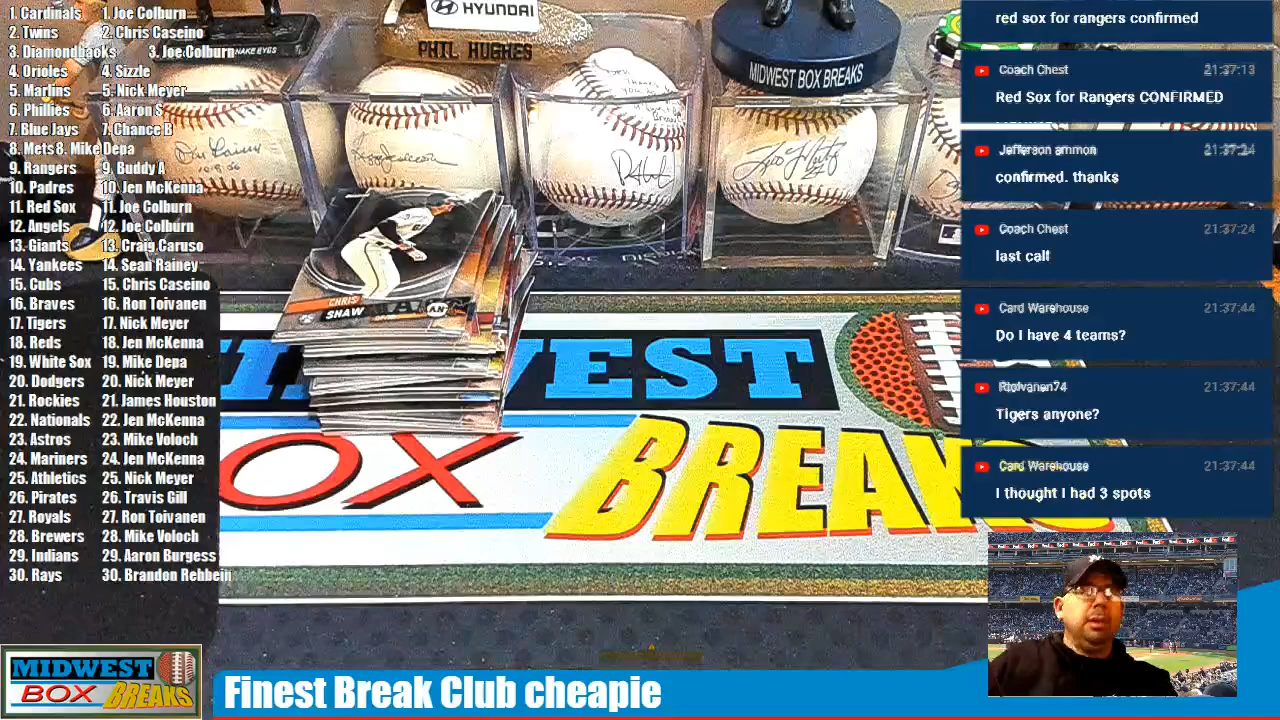 1. Cardinals 1. Joe Colburn
2. Twins 2. Chris Caseino
3. Diamondbacks 3. Joe Colburn
4. Orioles 4. Sizzle
5. Marlins 5. Nick Meyer
6. Phillies 6. Aaron S
7. Blue Jays 7. Chance B
8. Mets 8. Mike Depa
9. Rangers 9. Buddy A
10. Padres 10. Jen McKenna
11. Red Sox 11. Joe Colburn
12. Angels 12. Joe Colburn
13. Giants 13. Craig Caruso
14. Yankees 14. Sean Rainey
15. Cubs 15. Chris Caseino
16. Braves 16. Ron Toivanen
17. Tigers 17. Nick Meyer
18. Reds 18. Jen McKenna
19. White Sox 19. Mike Depa
20. Dodgers 20. Nick Meyer
21. Rockies 21. James Houston
22. Nationals 22. Jen McKenna
23. Astros 23. Mike Voloch
24. Mariners 24. Jen McKenna
25. Athletics 25. Nick Meyer
26. Pirates 26. Travis Gill
27. Royals 27. Ron Toivanen
28. Brewers 28. Mike Voloch
29. Indians 29. Aaron Burgess
30. Rays 30. Brandon Rehbein
HYUNDAI
PHIL HUGHES
MIDWEST BOX BREAKS
CHRIS
SHAW
WEST
BOX BREAK
red sox for rangers confirmed
Coach Chest 21:37:13
Red Sox for Rangers CONFIRMED
Jefferson ammon 21:37:24
confirmed. thanks
Coach Chest 21:37:24
last call
Card Warehouse 21:37:44
Do I have 4 teams?
21:37:44
Tigers anyone?
Card Warehouse 21:37:44
I thought I had 3 spots
MIDWEST
BOX BREAKS
Finest Break Club cheapie